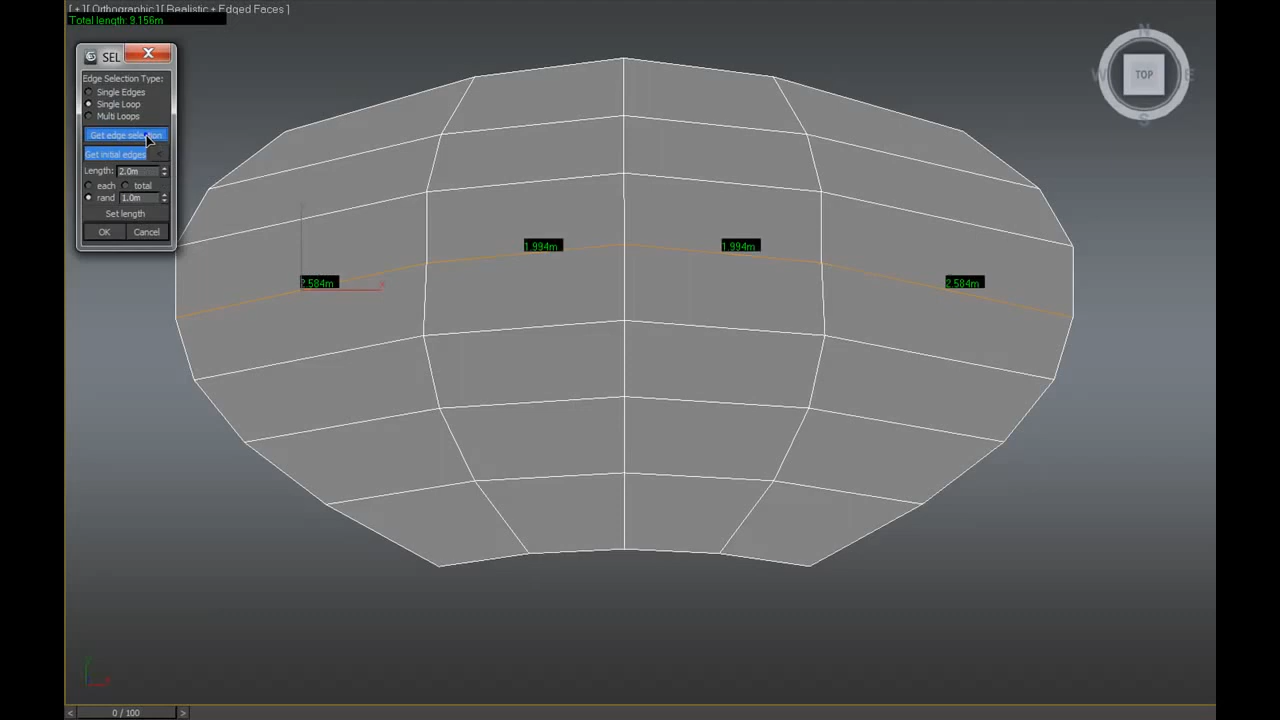 [ + ][ Orthographic ][ Realistic + Edged Faces ]
Total length: 9.156m
SEL
Edge Selection Type:
Single Edges
Single Loop
Multi Loops
Get edge selection
Get initial edges <
Length: 2.0m
each total
rand 1.0m
Set length
OK Cancel
N
W TOP E
S
1.994m 1.994m
2.584m 2.584m
x
< 0 / 100 >